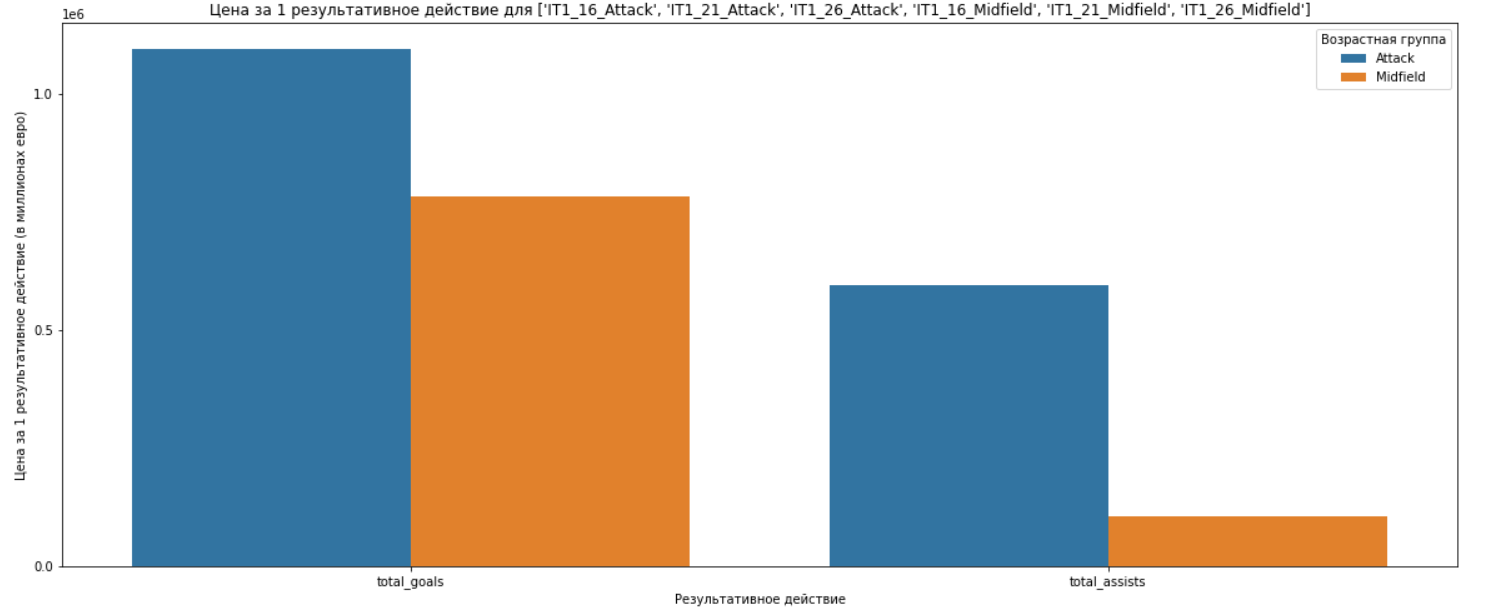 Цена за 1 результативное действие для ['IT1_16_Attack', 'IT1_21_Attack', 'IT1_26_Attack', 'IT1_16_Midfield', 'IT1_21_Midfield', 'IT1_26_Midfield']
1e6
Возрастная группа
Attack
Midfield
1.0
0.5
0.0
Цена за 1 результативное действие (в миллионах евро)
total_goals
total_assists
Результативное действие